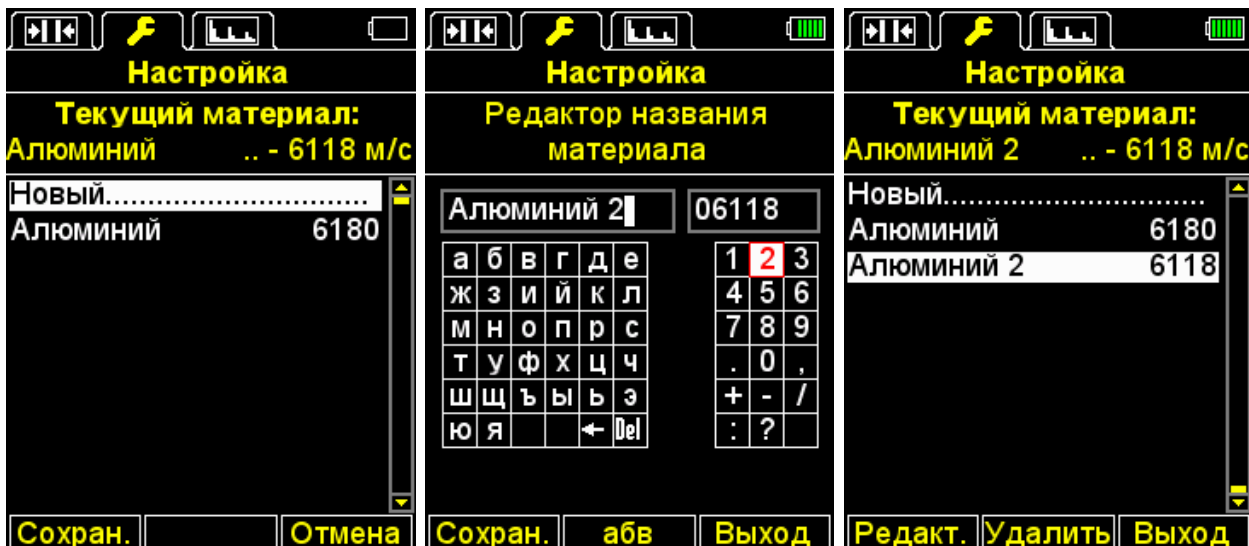 Настройка
Текущий материал:
Алюминий .. - 6118 м/с
Новый..............................
Алюминий 6180
Сохран. Отмена
Настройка
Редактор названия
материала
Алюминий 2 06118
а б в г д е 1 2 3
ж з и й к л 4 5 6
м н о п р с 7 8 9
т у ф х ц ч . 0 ,
ш щ ъ ы ь э + - /
ю я ← Del : ?
Сохран. абв Выход
Настройка
Текущий материал:
Алюминий 2 .. - 6118 м/с
Новый..............................
Алюминий 6180
Алюминий 2 6118
Редакт. Удалить Выход